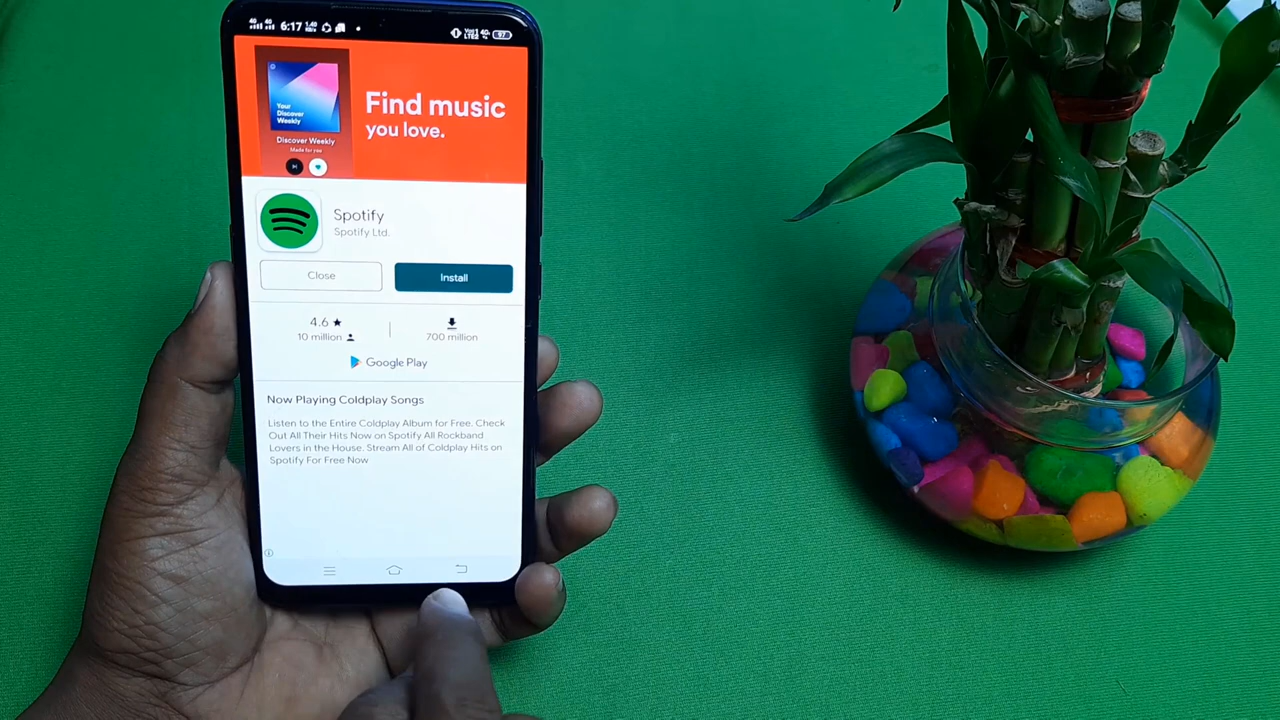 6:17
Find music
you love.
Your
Discover
Weekly
Discover Weekly
Made for you
Spotify
Spotify Ltd.
Close
Install
4.6 ★
10 million
700 million
Google Play
Now Playing Coldplay Songs
Listen to the Entire Coldplay Album for Free. Check
Out All Their Hits Now on Spotify All Rockband
Lovers in the House. Stream All of Coldplay Hits on
Spotify For Free Now